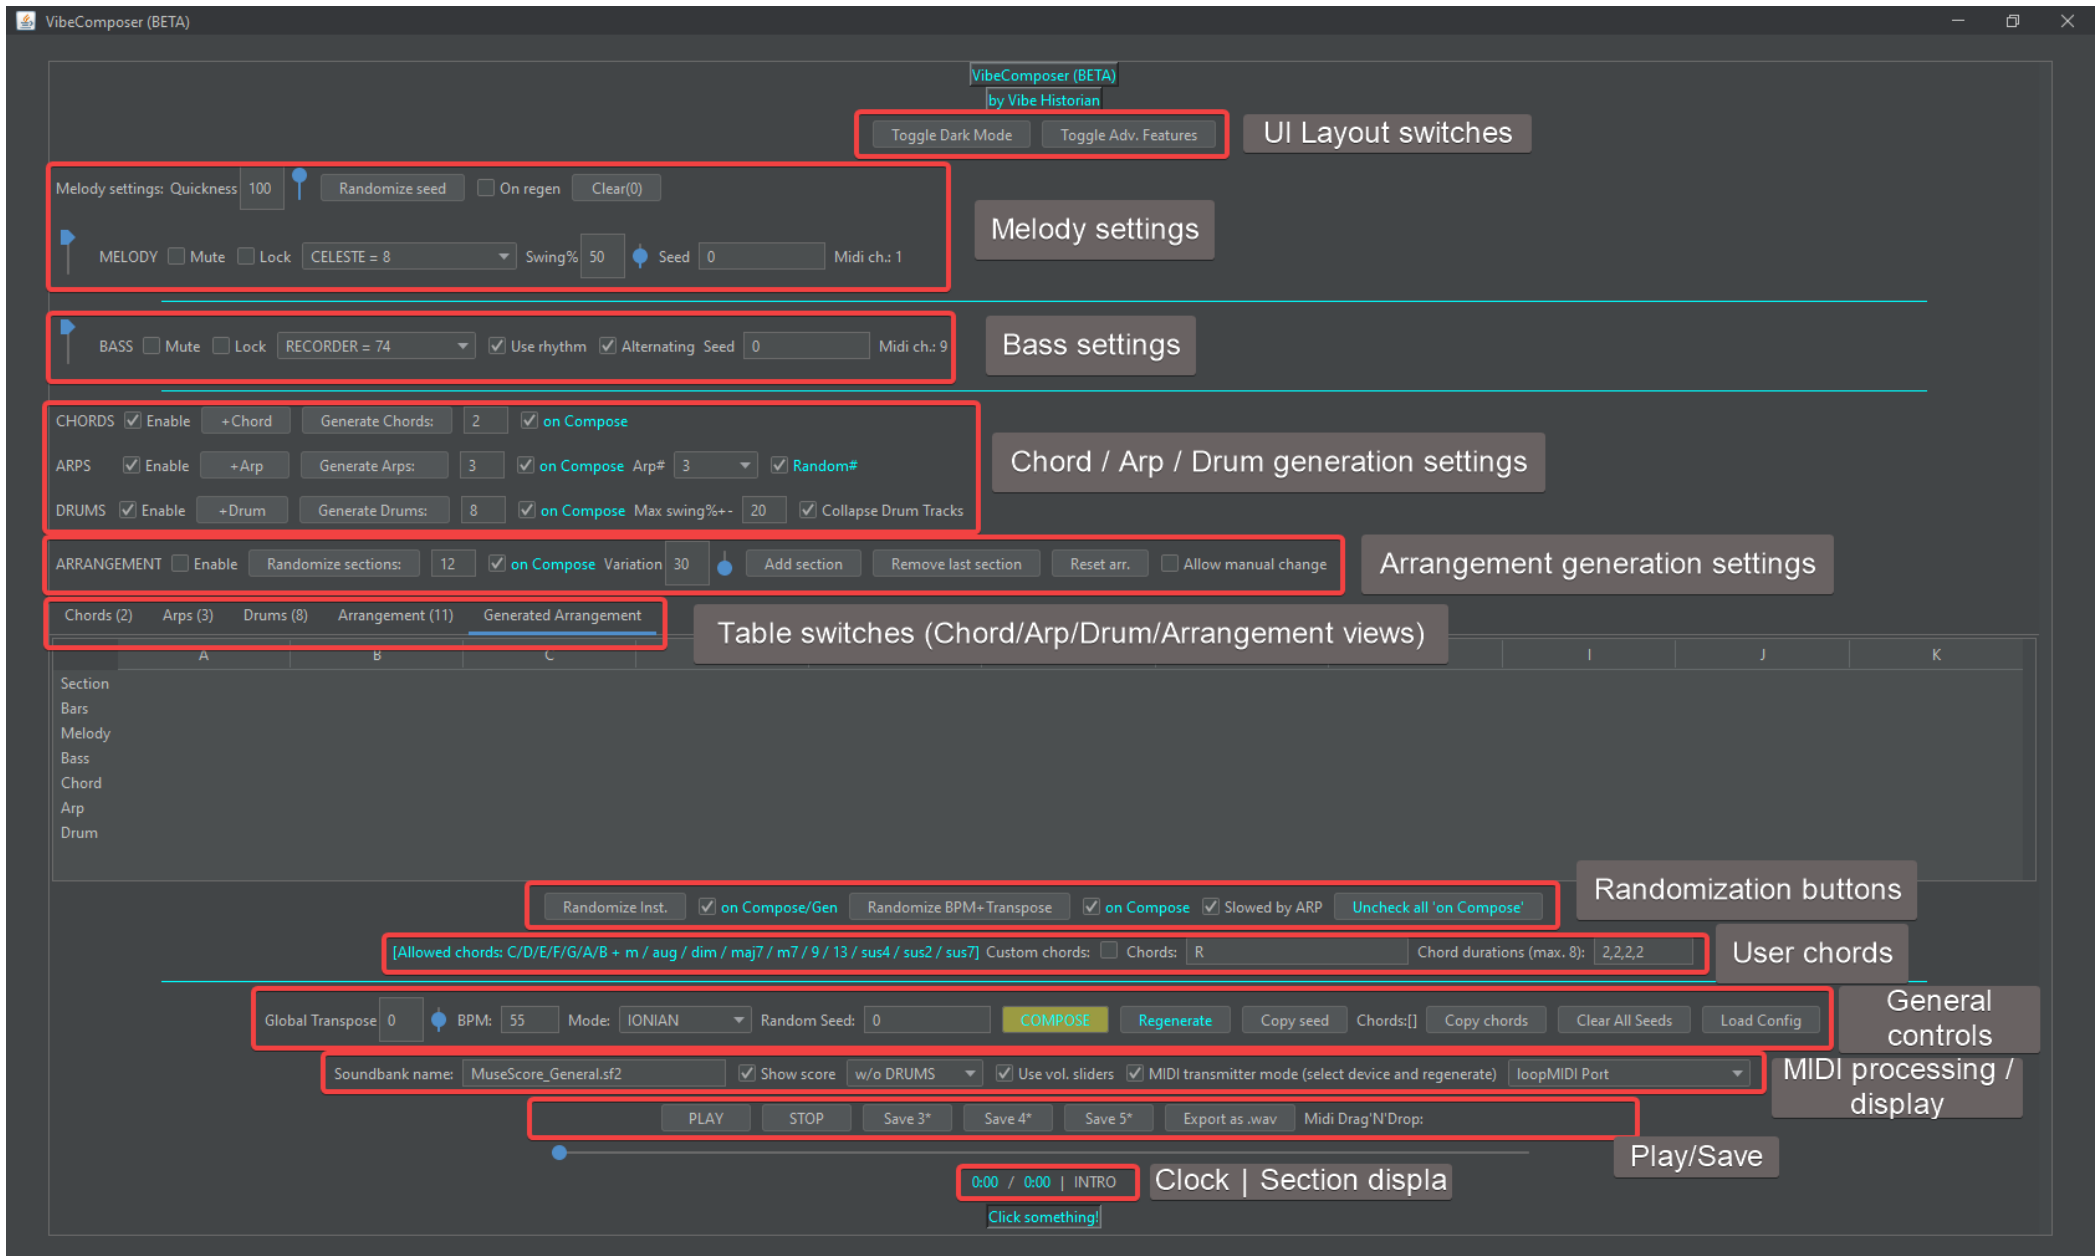 VibeComposer (BETA)
VibeComposer (BETA)
by Vibe Historian
Toggle Dark Mode Toggle Adv. Features UI Layout switches
Melody settings: Quickness 100 Randomize seed On regen Clear(0)
Melody settings
MELODY Mute Lock CELESTE = 8 Swing% 50 Seed 0 Midi ch.: 1
BASS Mute Lock RECORDER = 74 Use rhythm Alternating Seed 0 Midi ch.: 9 Bass settings
CHORDS Enable +Chord Generate Chords: 2 on Compose
ARPS Enable +Arp Generate Arps: 3 on Compose Arp# 3 Random# Chord / Arp / Drum generation settings
DRUMS Enable +Drum Generate Drums: 8 on Compose Max swing%+- 20 Collapse Drum Tracks
ARRANGEMENT Enable Randomize sections: 12 on Compose Variation 30 Add section Remove last section Reset arr. Allow manual change Arrangement generation settings
Chords (2) Arps (3) Drums (8) Arrangement (11) Generated Arrangement Table switches (Chord/Arp/Drum/Arrangement views)
A B C I J K
Section
Bars
Melody
Bass
Chord
Arp
Drum
Randomization buttons
Randomize Inst. on Compose/Gen Randomize BPM+Transpose on Compose Slowed by ARP Uncheck all 'on Compose'
[Allowed chords: C/D/E/F/G/A/B + m / aug / dim / maj7 / m7 / 9 / 13 / sus4 / sus2 / sus7] Custom chords: Chords: R Chord durations (max. 8): 2,2,2,2 User chords
Global Transpose 0 BPM: 55 Mode: IONIAN Random Seed: 0 COMPOSE Regenerate Copy seed Chords:[] Copy chords Clear All Seeds Load Config General
controls
Soundbank name: MuseScore_General.sf2 Show score w/o DRUMS Use vol. sliders MIDI transmitter mode (select device and regenerate) loopMIDI Port MIDI processing /
display
PLAY STOP Save 3* Save 4* Save 5* Export as .wav Midi Drag'N'Drop:
Play/Save
0:00 / 0:00 | INTRO Clock | Section displa
Click something!